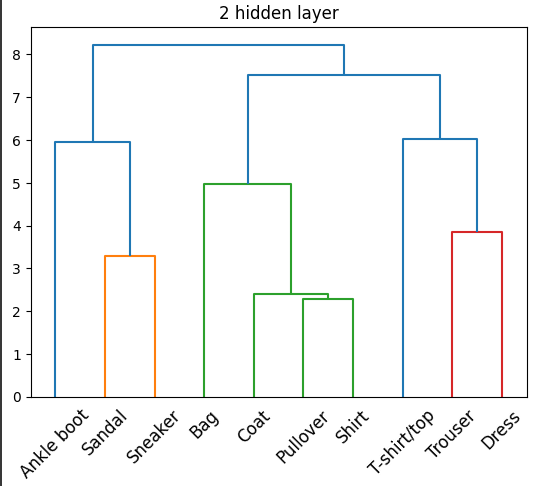 2 hidden layer
8
7
6
5
4
3
2
1
0
Ankle boot
Sandal
Sneaker
Bag
Coat
Pullover
Shirt
T-shirt/top
Trouser
Dress